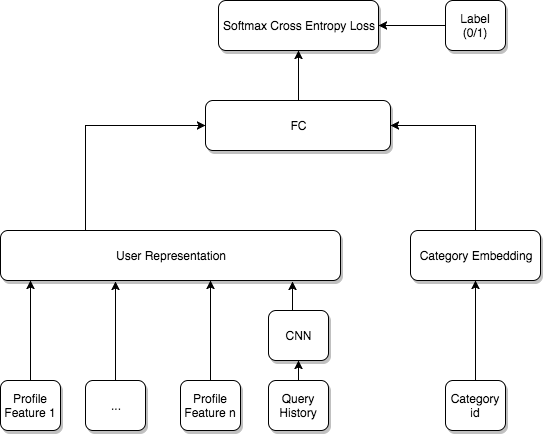 Softmax Cross Entropy Loss
Label
(0/1)
FC
User Representation
Category Embedding
CNN
Profile
Feature 1
...
Profile
Feature n
Query
History
Category
id